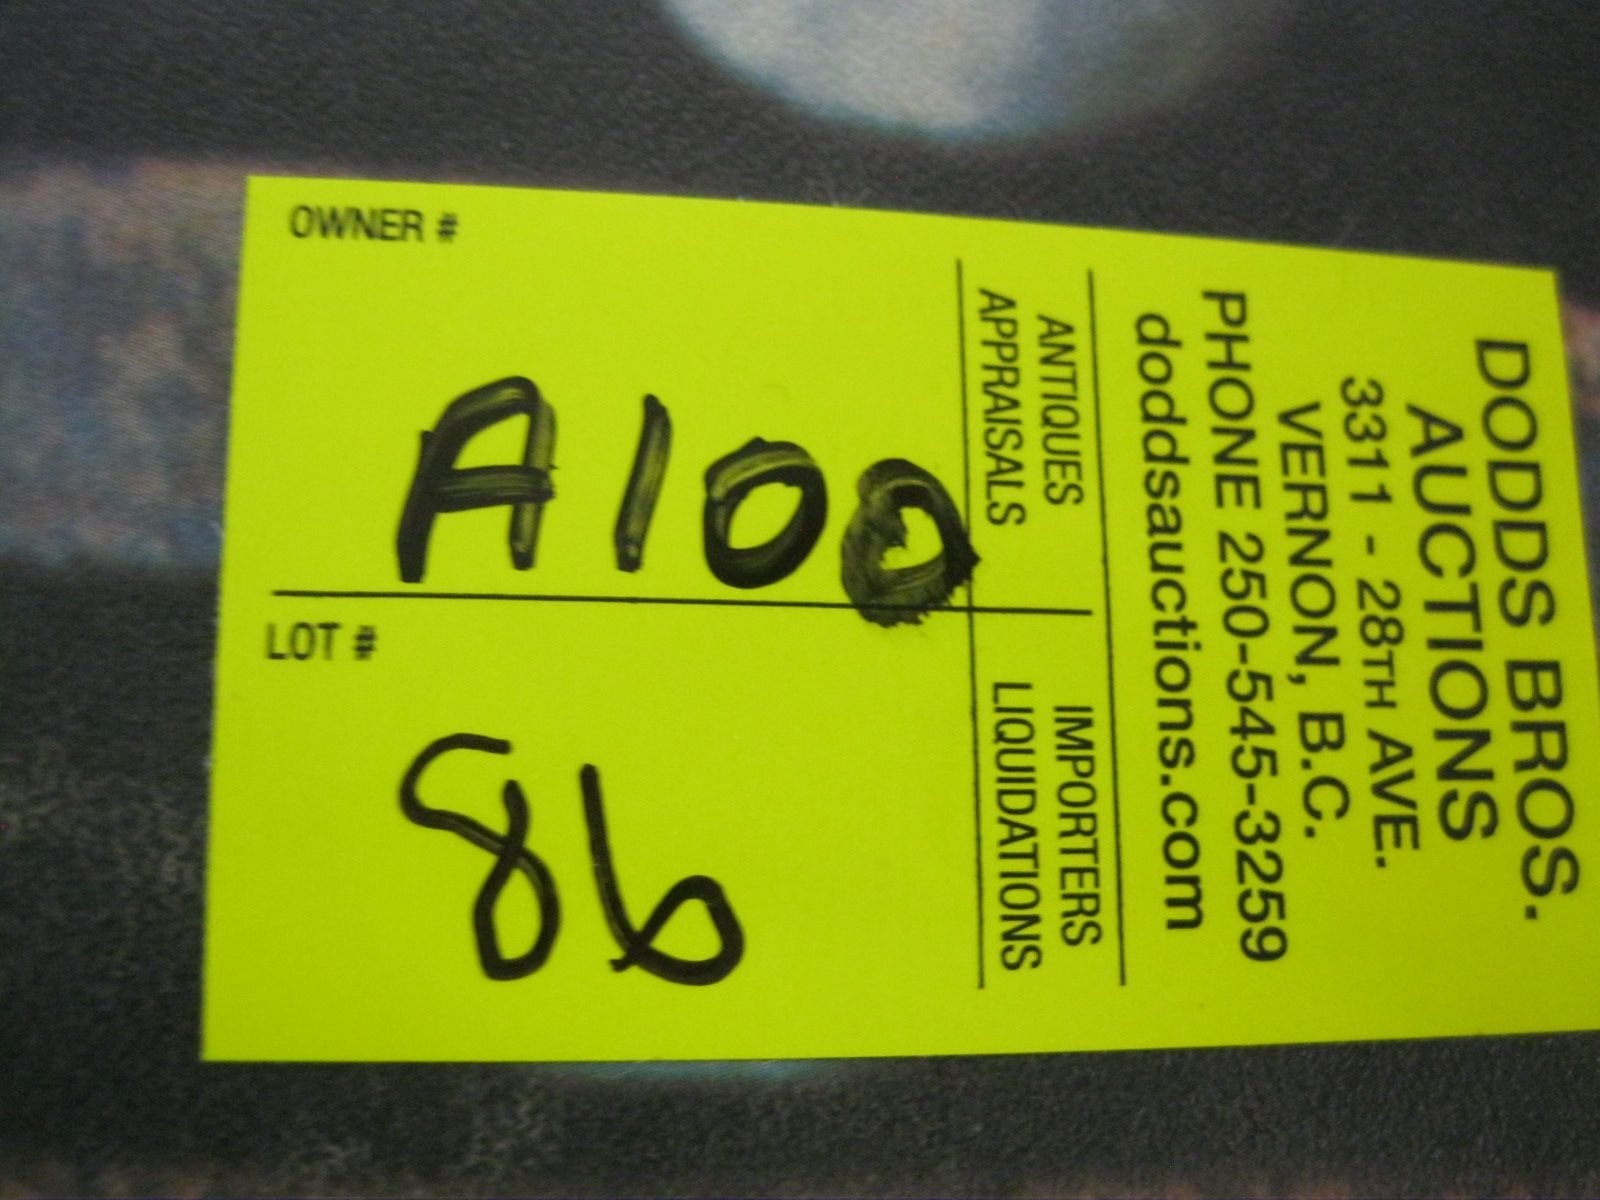 DODDS BROS.
AUCTIONS
3311 - 28TH AVE.
VERNON, B.C.
PHONE 250-545-3259
doddsauctions.com
ANTIQUES
APPRAISALS
IMPORTERS
LIQUIDATIONS
OWNER #
A100
LOT #
86